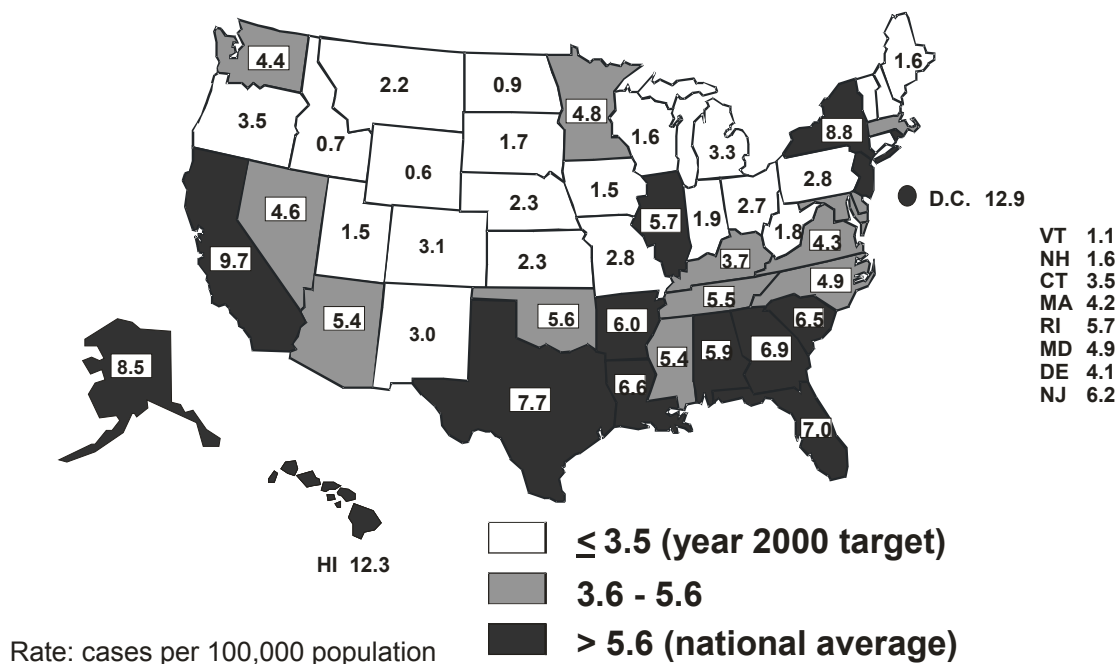 4.4
2.2
0.9
4.8
1.6
3.5
0.7
1.7
1.6
3.3
8.8
0.6
2.3
1.5
2.8
D.C. 12.9
4.6
1.5
3.1
5.7
1.9
2.7
1.8
4.3
9.7
2.3
2.8
3.7
4.9
5.4
3.0
5.6
6.0
5.5
6.5
8.5
7.7
6.6
5.4
5.9
6.9
7.0
VT 1.1
NH 1.6
CT 3.5
MA 4.2
RI 5.7
MD 4.9
DE 4.1
NJ 6.2
HI 12.3
≤ 3.5 (year 2000 target)
3.6 - 5.6
> 5.6 (national average)
Rate: cases per 100,000 population